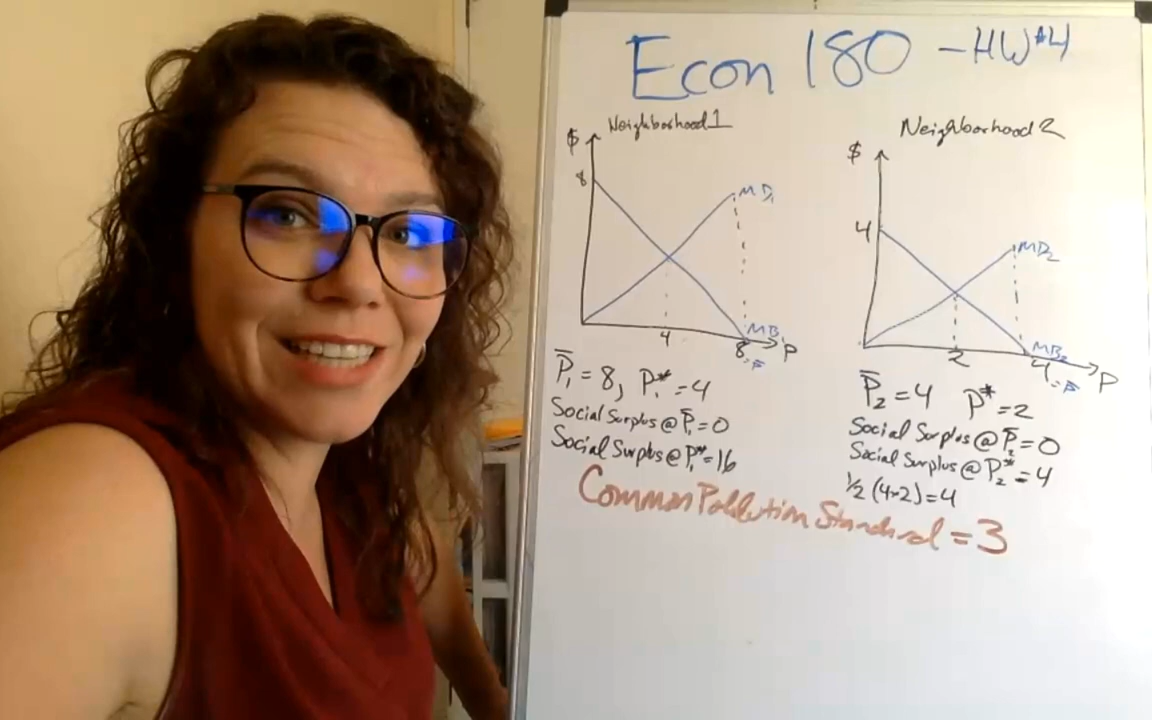 Econ 180 - HW#4
Neighborhood 1
$
8
MD₁
4
8
= P̄
MB₁
P
P̄₁ = 8, P₁* = 4
Social Surplus @ P̄₁ = 0
Social Surplus @ P₁* = 16
Neighborhood 2
$
4
MD₂
2
4
= P̄
MB₂
P
P̄₂ = 4 P* = 2
Social Surplus @ P̄₂ = 0
Social Surplus @ P₂* = 4
½ (4×2) = 4
Common Pollution Standard = 3